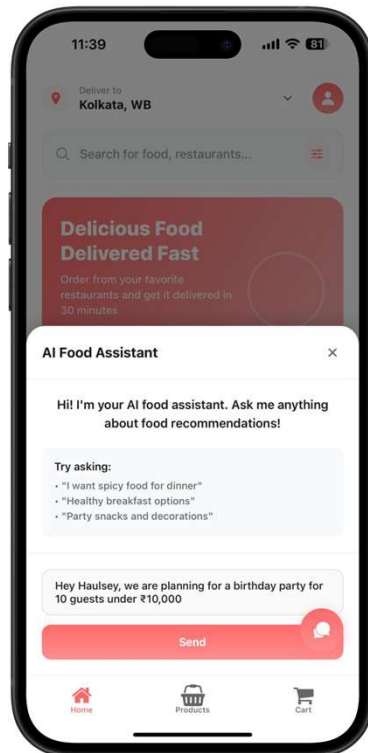 11:39
81
Deliver to
Kolkata, WB
Search for food, restaurants...
Delicious Food
Delivered Fast
Order from your favorite
restaurants and get it delivered in
30 minutes
AI Food Assistant
×
Hi! I'm your AI food assistant. Ask me anything
about food recommendations!
Try asking:
• "I want spicy food for dinner"
• "Healthy breakfast options"
• "Party snacks and decorations"
Hey Haulsey, we are planning for a birthday party for
10 guests under ₹10,000
Send
Home
Products
Cart